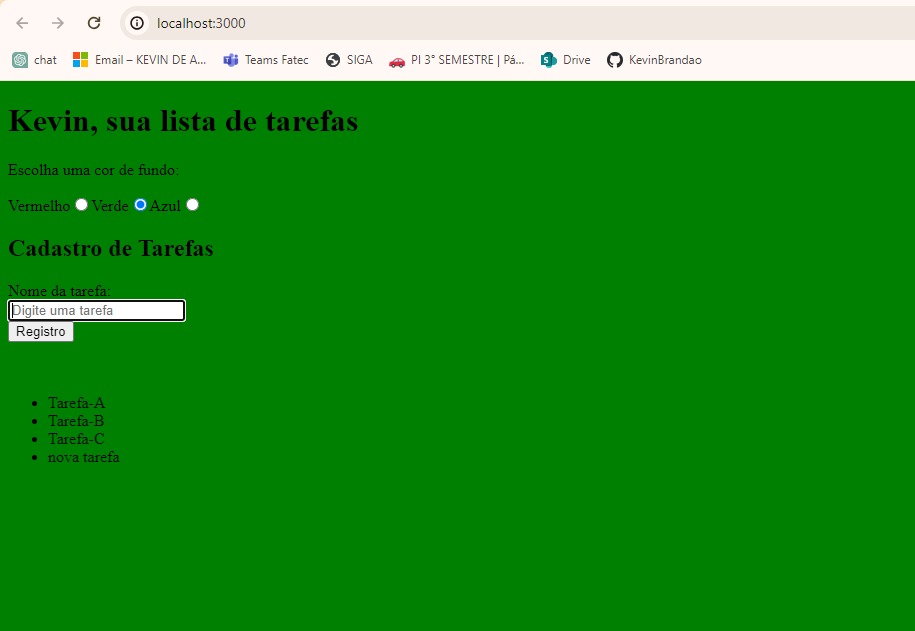 localhost:3000
chat Email – KEVIN DE A... Teams Fatec SIGA PI 3° SEMESTRE | Pá... Drive KevinBrandao
Kevin, sua lista de tarefas
Escolha uma cor de fundo:
Vermelho Verde Azul
Cadastro de Tarefas
Nome da tarefa:
Digite uma tarefa
Registro
Tarefa-A
Tarefa-B
Tarefa-C
nova tarefa